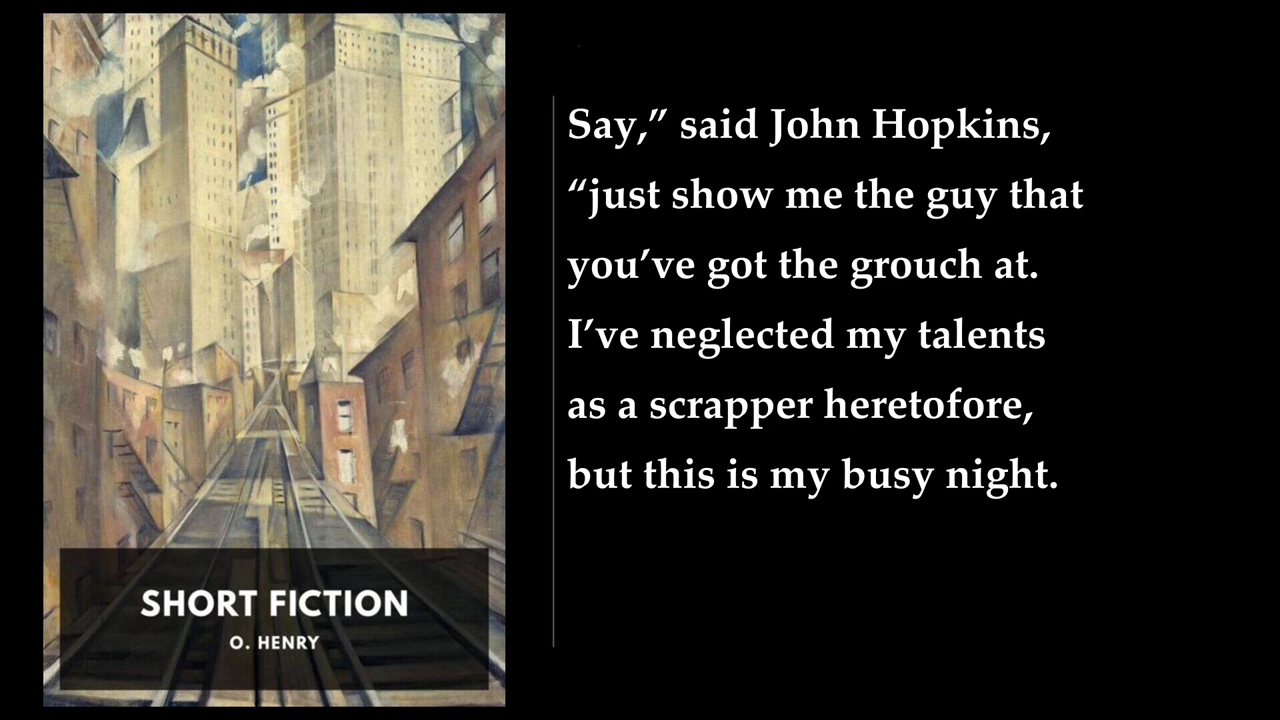 Say,” said John Hopkins,
“just show me the guy that
you’ve got the grouch at.
I’ve neglected my talents
as a scrapper heretofore,
but this is my busy night.
SHORT FICTION
O. HENRY